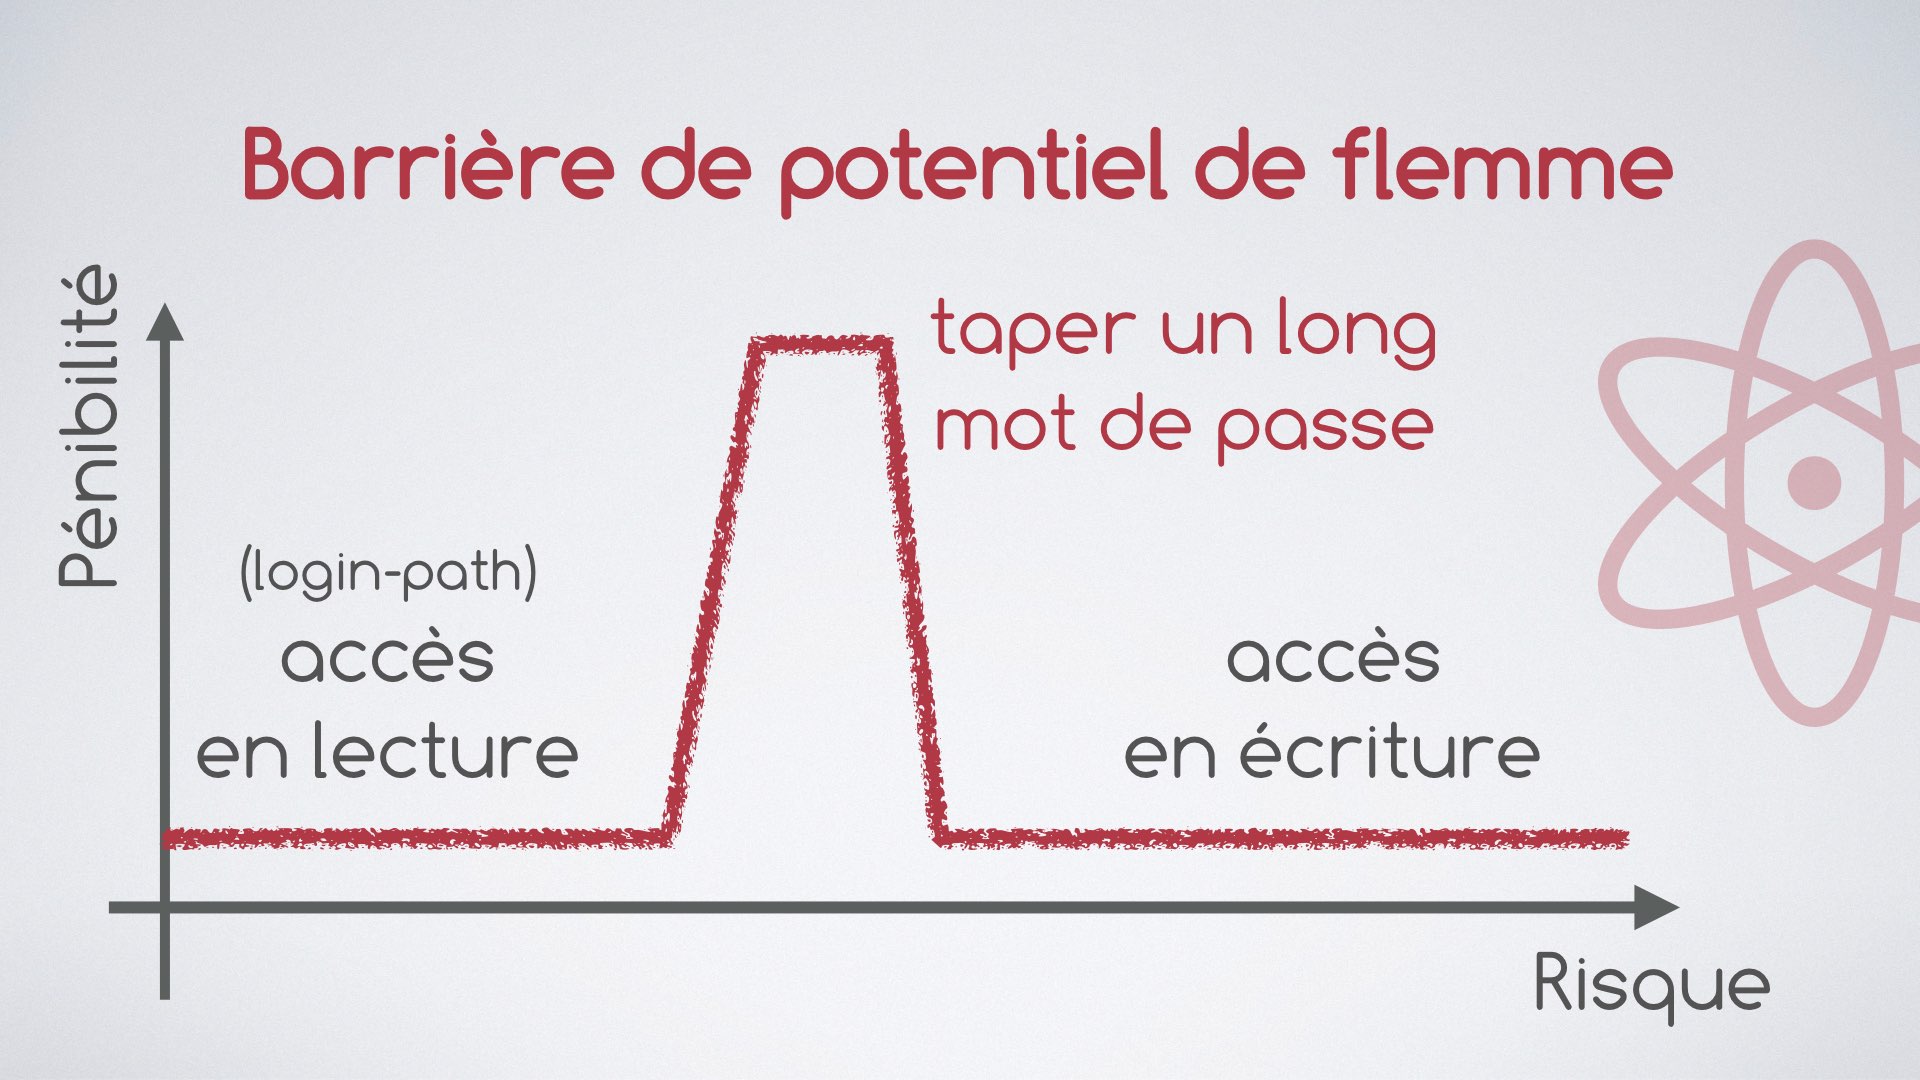 Barrière de potentiel de flemme
Pénibilité
taper un long
mot de passe
(login-path)
accès
en lecture
accès
en écriture
Risque